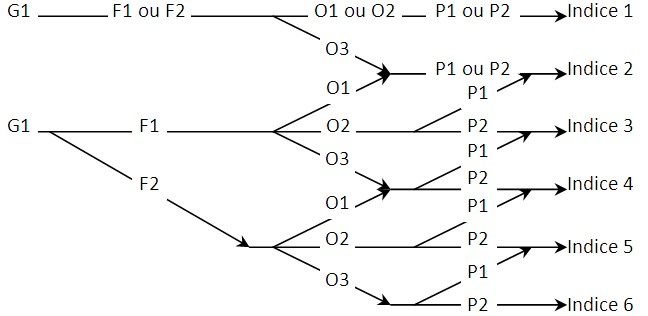 G1 F1 ou F2 O1 ou O2 P1 ou P2 Indice 1
O3
P1 ou P2 Indice 2
O1
P1
G1 F1 O2 P2 Indice 3
P1
O3
P2
F2 Indice 4
O1
P1
O2 P2 Indice 5
P1
O3
P2 Indice 6